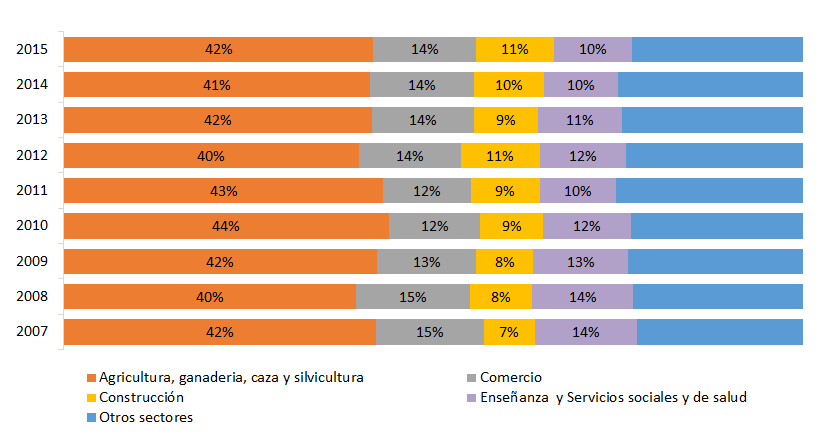 2015 42% 14% 11% 10%
2014 41% 14% 10% 10%
2013 42% 14% 9% 11%
2012 40% 14% 11% 12%
2011 43% 12% 9% 10%
2010 44% 12% 9% 12%
2009 42% 13% 8% 13%
2008 40% 15% 8% 14%
2007 42% 15% 7% 14%
Agricultura, ganaderia, caza y silvicultura Comercio
Construcción Enseñanza y Servicios sociales y de salud
Otros sectores